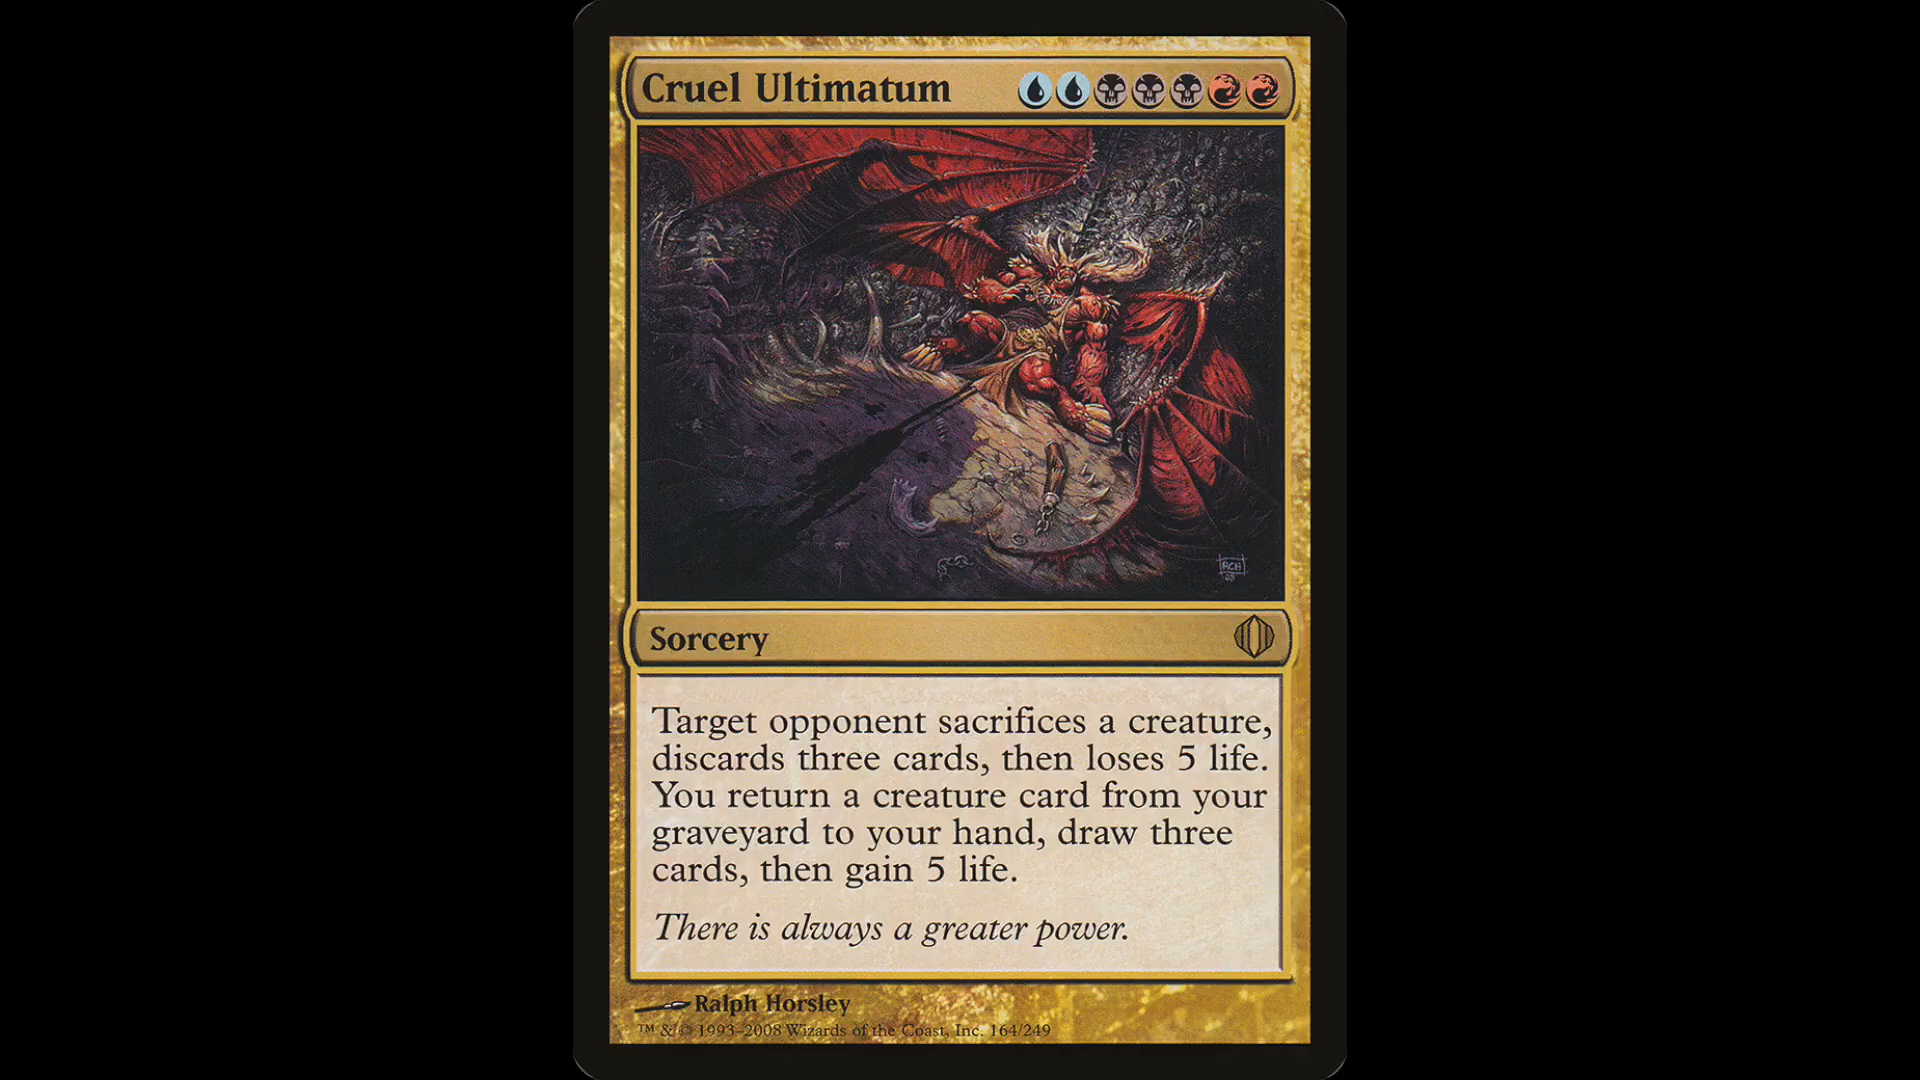 Cruel Ultimatum
RCH
08
Sorcery
Target opponent sacrifices a creature,
discards three cards, then loses 5 life.
You return a creature card from your
graveyard to your hand, draw three
cards, then gain 5 life.
There is always a greater power.
Ralph Horsley
™ & © 1993–2008 Wizards of the Coast, Inc. 164/249